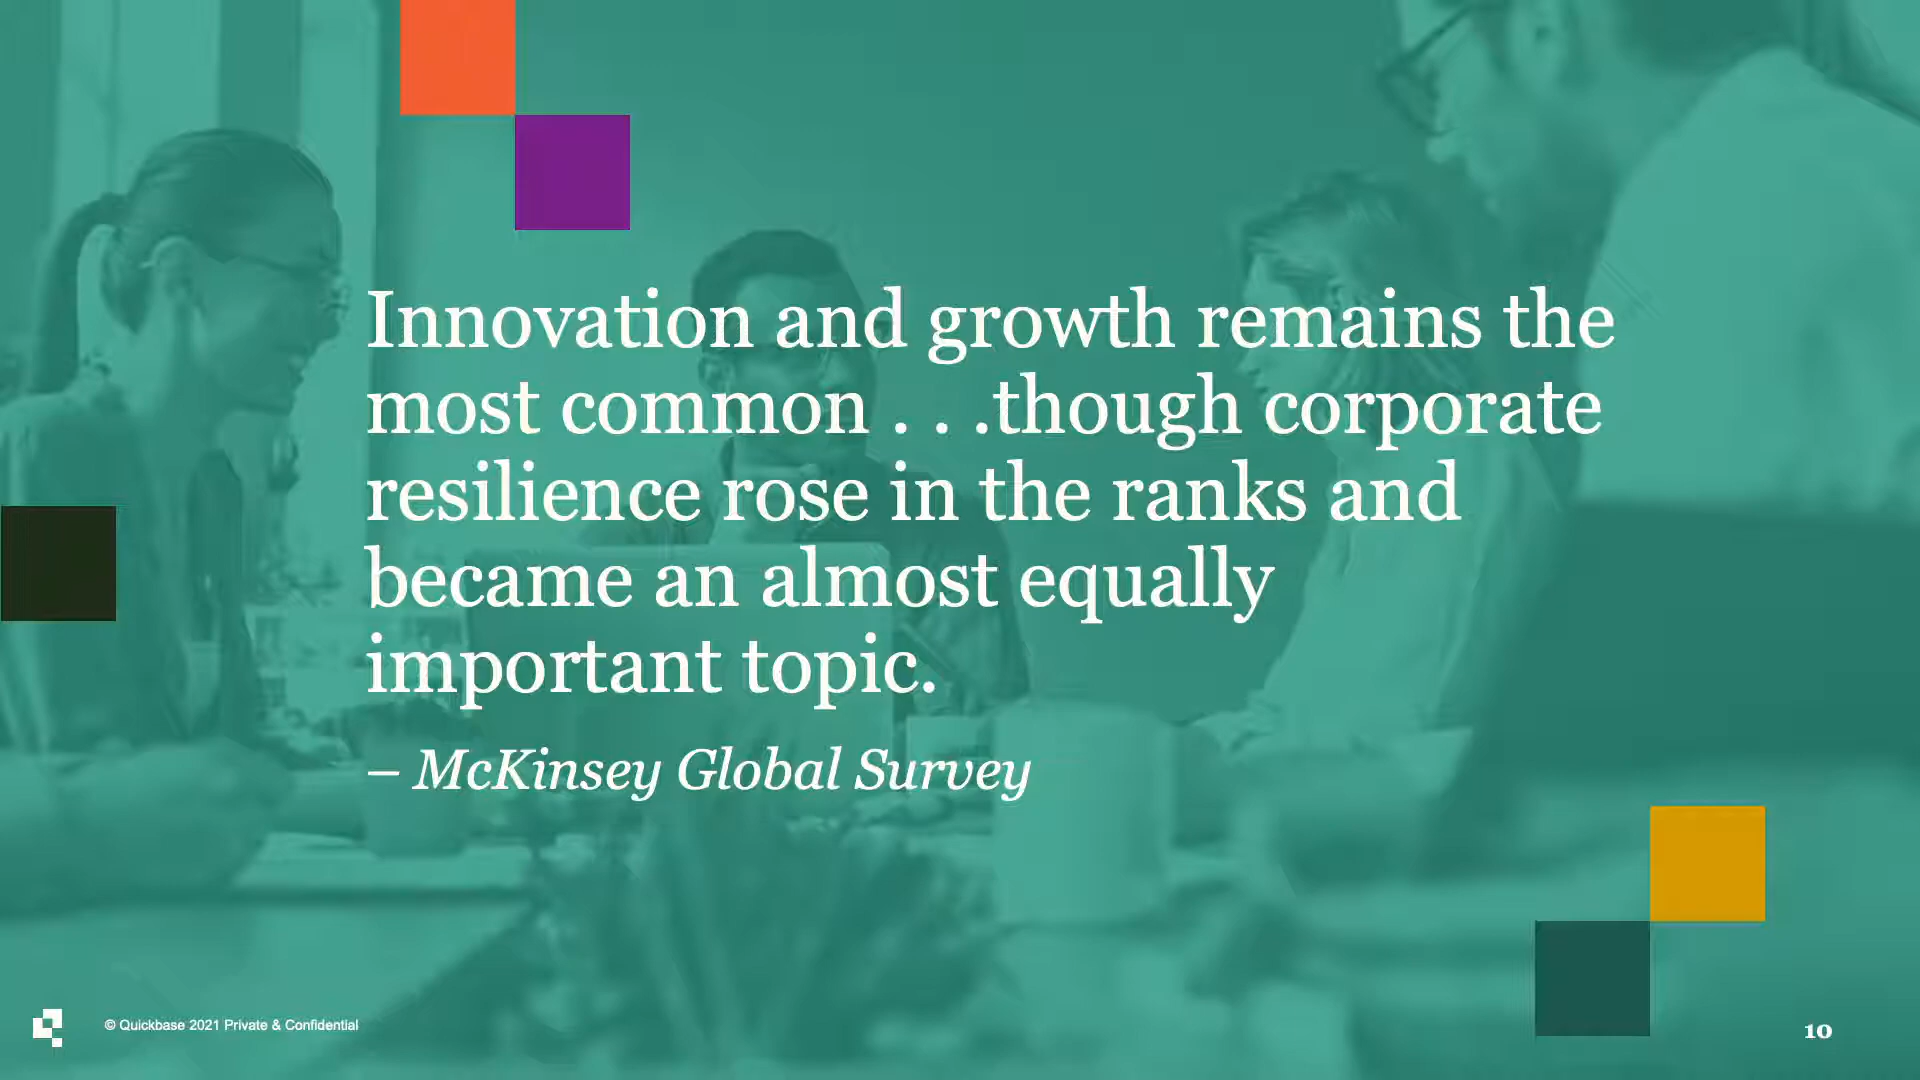 Innovation and growth remains the
most common . . .though corporate
resilience rose in the ranks and
became an almost equally
important topic.
– McKinsey Global Survey
© Quickbase 2021 Private & Confidential
10